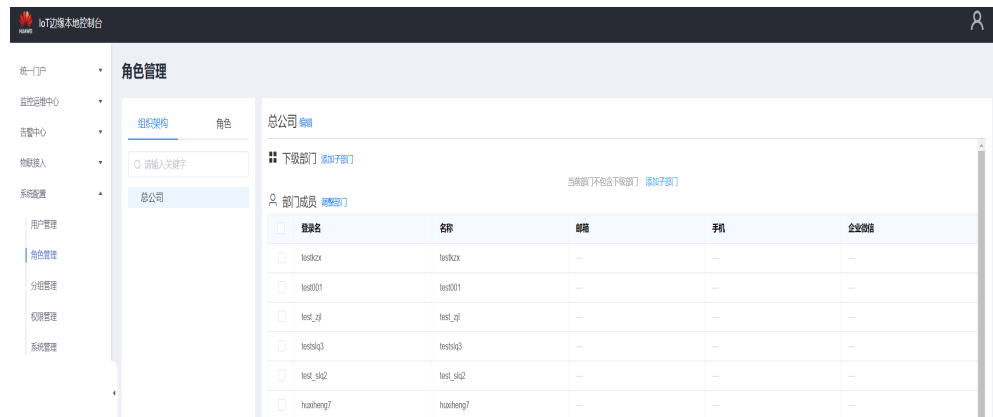 HUAWEI IoT边缘本地控制台
统一门户
监控运维中心
告警中心
物联接入
系统配置
用户管理
角色管理
分组管理
权限管理
系统管理
角色管理
组织架构 角色
请输入关键字
总公司
总公司 编辑
下级部门 添加子部门
当前部门不包含下级部门 添加子部门
部门成员 调整部门
登录名 名称 邮箱 手机 企业微信
testkzx testkzx — — —
test001 test001 — — —
test_zjl test_zjl — — —
testslq3 testslq3 — — —
test_slq2 test_slq2 — — —
huxiheng7 huxiheng7 — — —